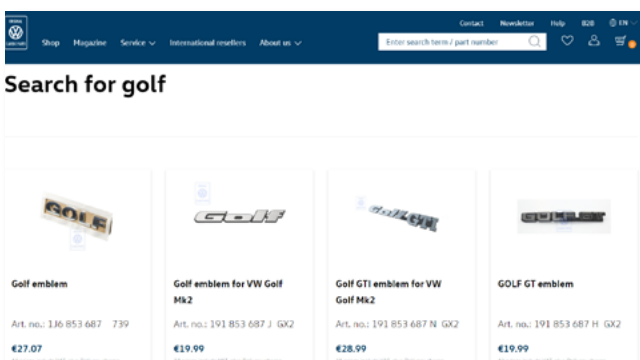 Contact Newsletter Help B2B EN
Shop Magazine Service International resellers About us Enter search term / part number
Search for golf
GOLF Golf Golf GTI GOLF GT
Golf emblem Golf emblem for VW Golf Golf GTI emblem for VW GOLF GT emblem
Mk2 Golf Mk2
Art. no.: 1J6 853 687 739 Art. no.: 191 853 687 J GX2 Art. no.: 191 853 687 N GX2 Art. no.: 191 853 687 H GX2
€27.07 €19.99 €28.99 €19.99